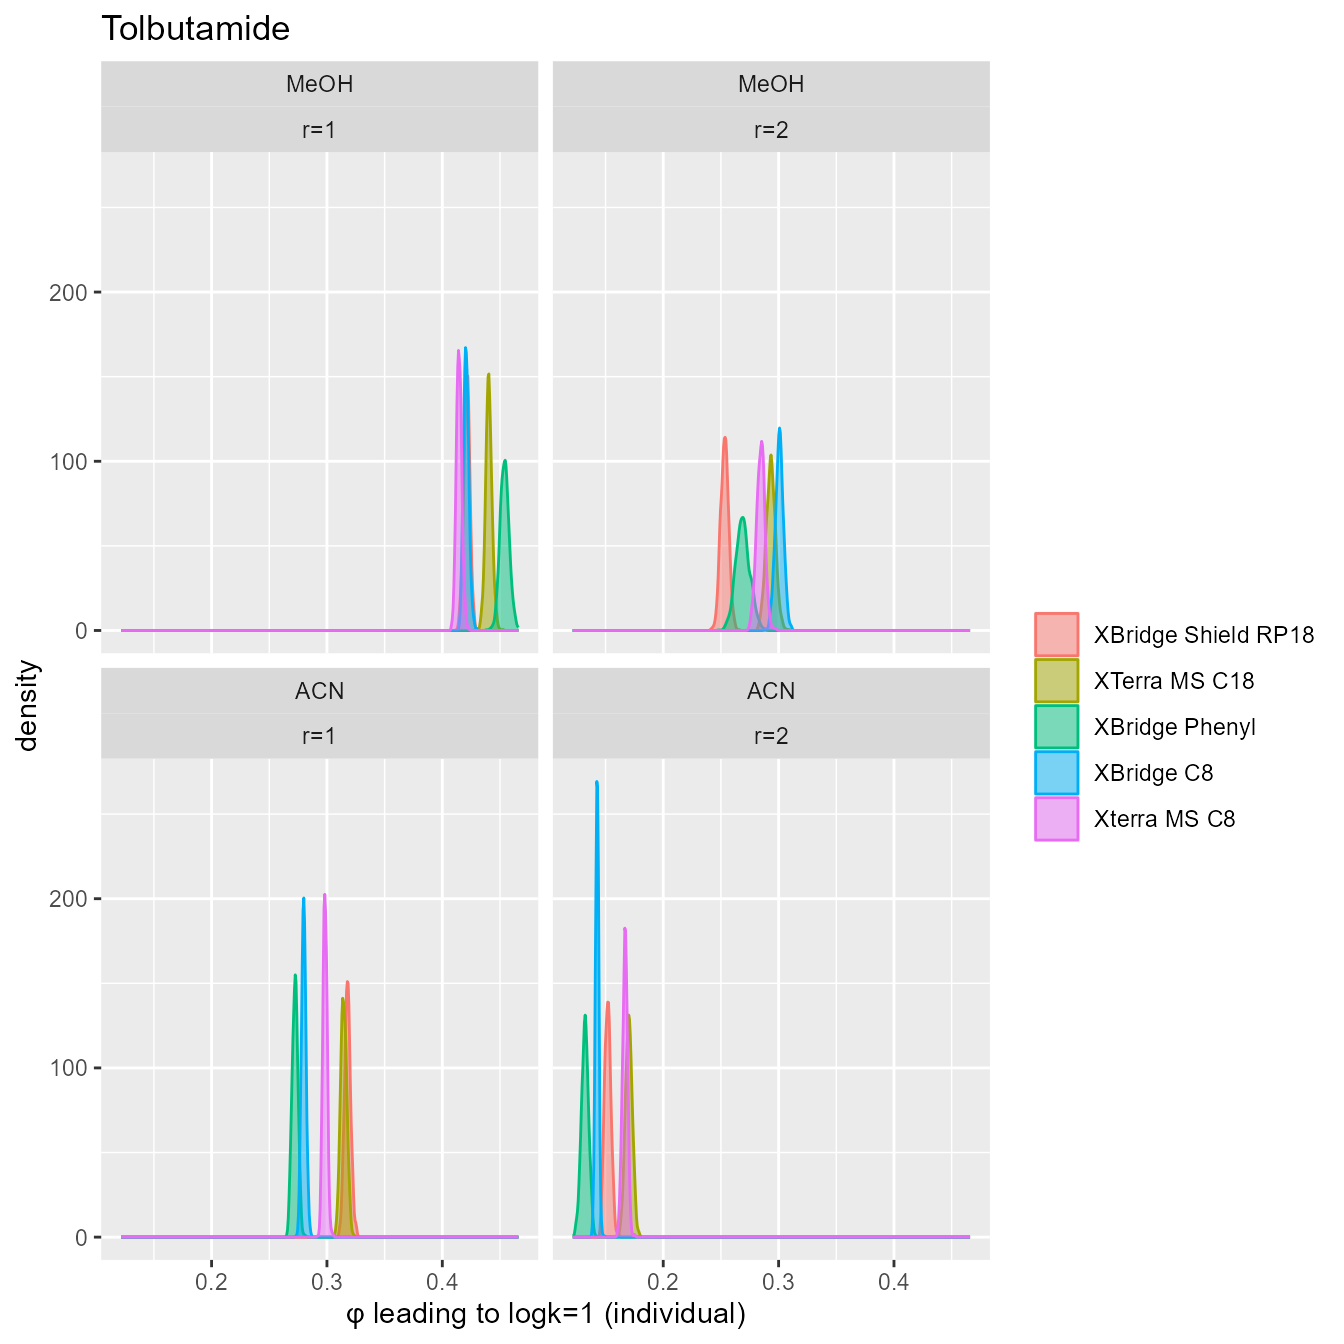 Tolbutamide
MeOH
MeOH
r=1
r=2
200
100
0
ACN
ACN
r=1
r=2
200
100
0
0.2
0.3
0.4
0.2
0.3
0.4
φ leading to logk=1 (individual)
density
XBridge Shield RP18
XTerra MS C18
XBridge Phenyl
XBridge C8
Xterra MS C8